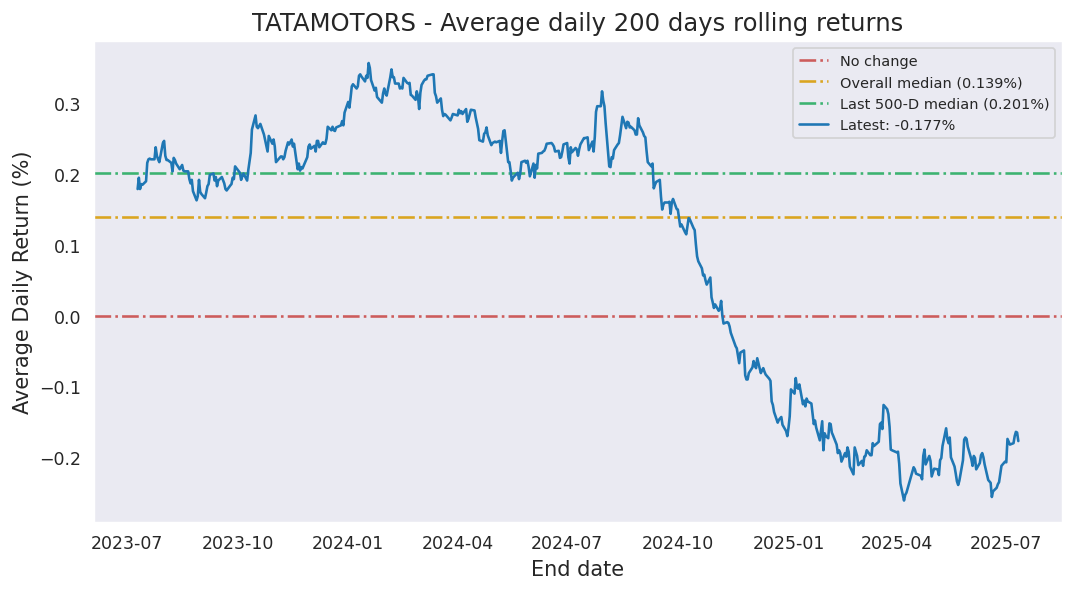 TATAMOTORS - Average daily 200 days rolling returns
No change
Overall median (0.139%)
Last 500-D median (0.201%)
Latest: -0.177%
Average Daily Return (%)
0.3
0.2
0.1
0.0
−0.1
−0.2
2023-07 2023-10 2024-01 2024-04 2024-07 2024-10 2025-01 2025-04 2025-07
End date